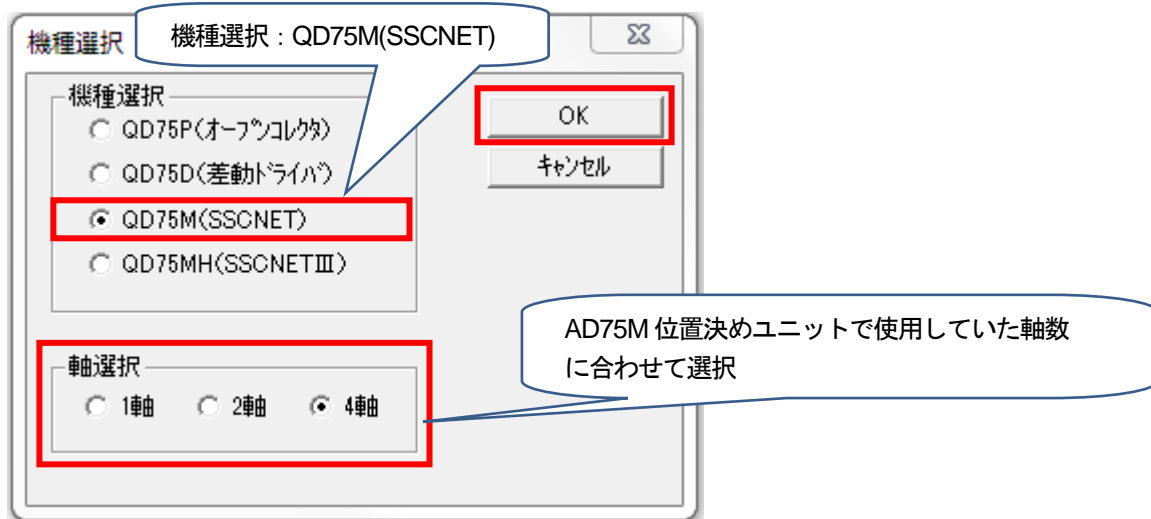 機種選択
機種選択：QD75M(SSCNET)
機種選択
QD75P(オープンコレクタ)
OK
QD75D(差動ドライバ)
キャンセル
QD75M(SSCNET)
QD75MH(SSCNETⅢ)
AD75M 位置決めユニットで使用していた軸数
に合わせて選択
軸選択
1軸 2軸 4軸